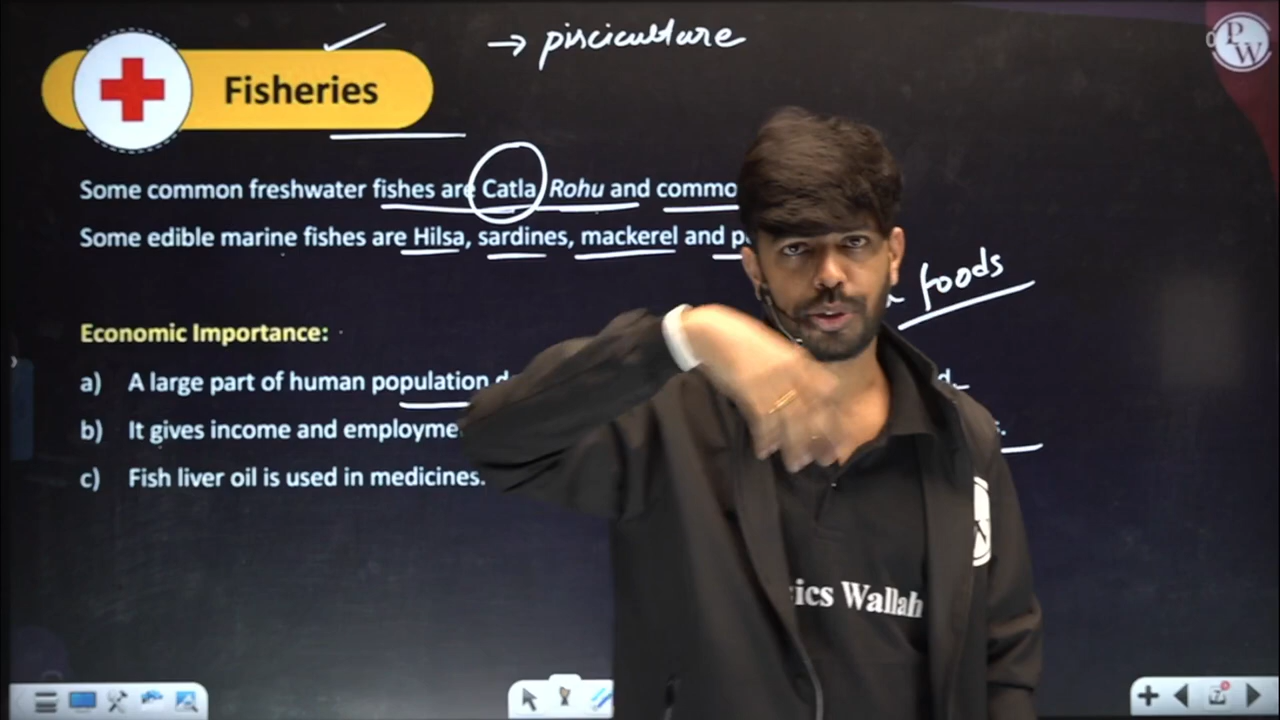 → pisciculture
PW
Fisheries
Some common freshwater fishes are Catla Rohu and commo
Some edible marine fishes are Hilsa, sardines, mackerel and p
foods
Economic Importance:
a) A large part of human population d
b) It gives income and employme
c) Fish liver oil is used in medicines.
ics Wallah